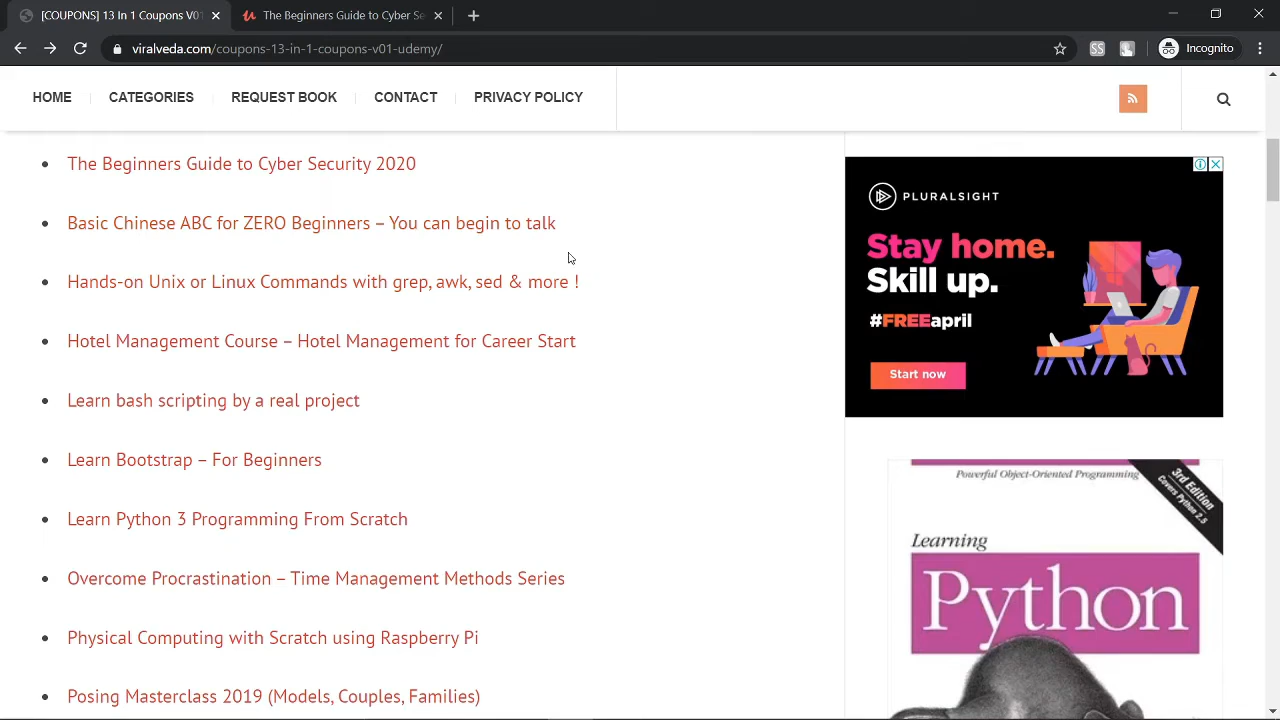 [COUPONS] 13 In 1 Coupons V01
The Beginners Guide to Cyber Se
viralveda.com/coupons-13-in-1-coupons-v01-udemy/
Incognito
HOME
CATEGORIES
REQUEST BOOK
CONTACT
PRIVACY POLICY
The Beginners Guide to Cyber Security 2020
Basic Chinese ABC for ZERO Beginners – You can begin to talk
Hands-on Unix or Linux Commands with grep, awk, sed & more !
Hotel Management Course – Hotel Management for Career Start
Learn bash scripting by a real project
Learn Bootstrap – For Beginners
Learn Python 3 Programming From Scratch
Overcome Procrastination – Time Management Methods Series
Physical Computing with Scratch using Raspberry Pi
Posing Masterclass 2019 (Models, Couples, Families)
PLURALSIGHT
Stay home.
Skill up.
#FREEapril
Start now
Powerful Object-Oriented Programming
3rd Edition
Covers Python 2.5
Learning
Python